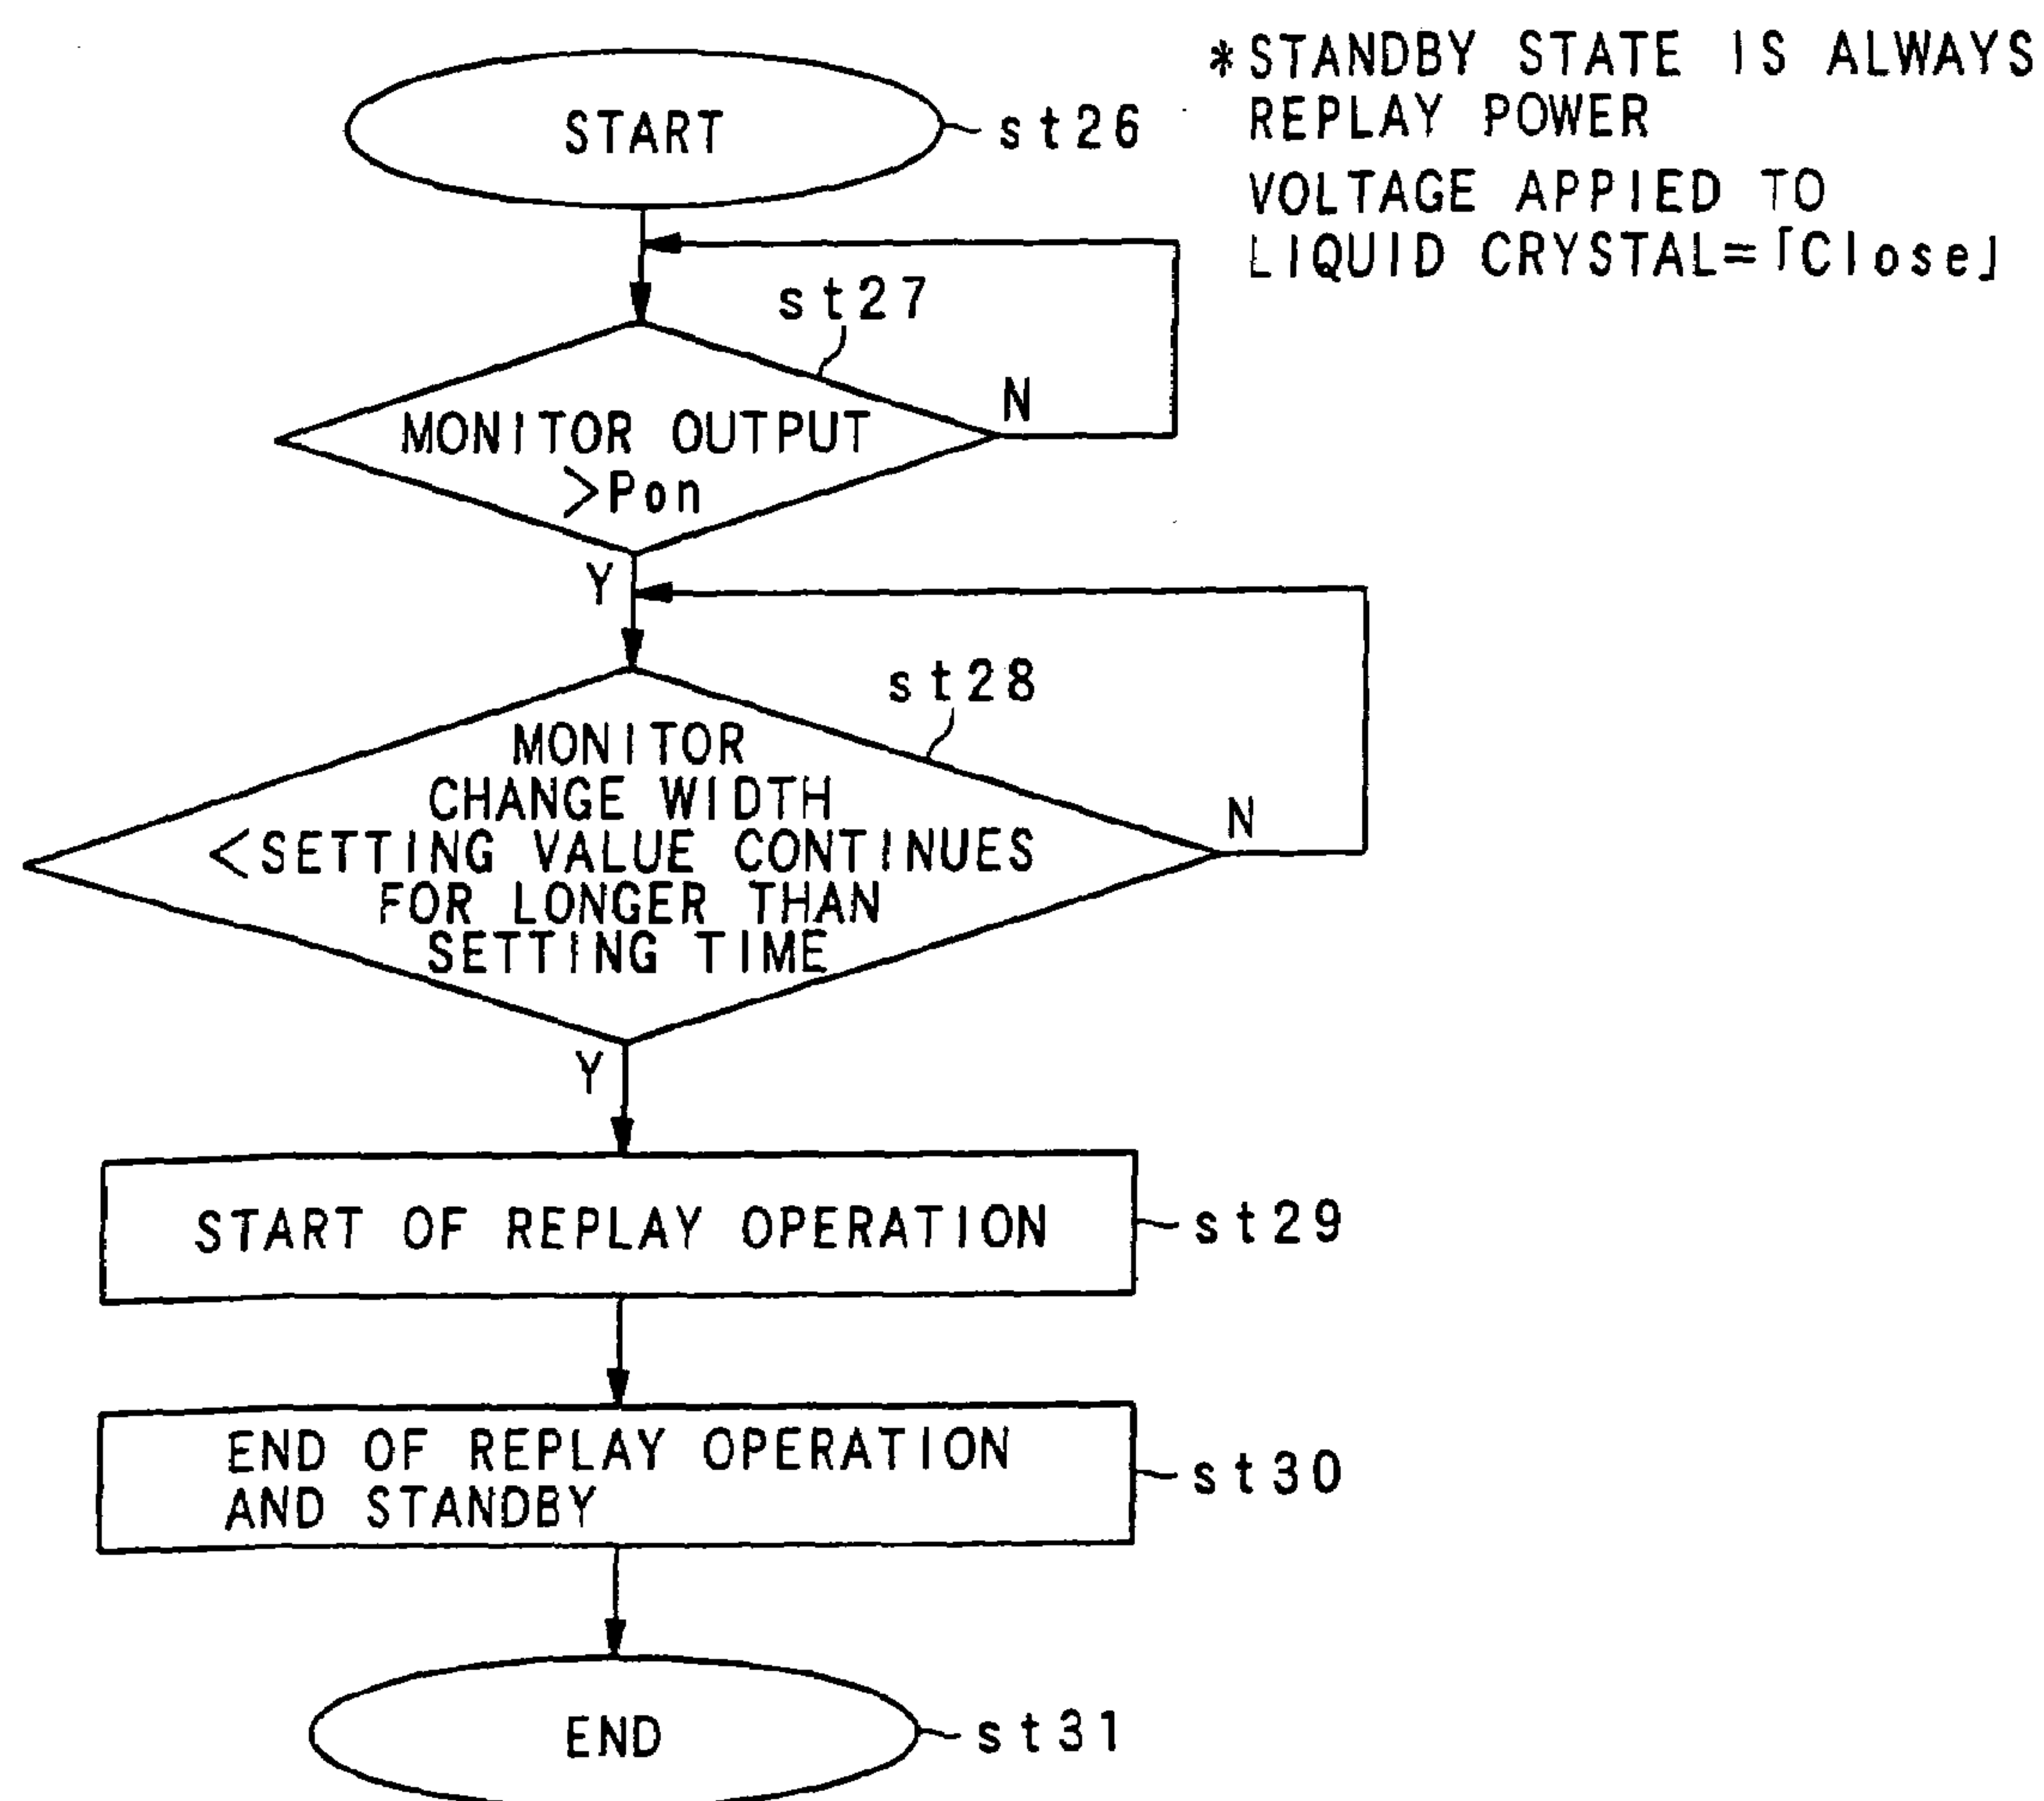 *STANDBY STATE IS ALWAYS
REPLAY POWER
VOLTAGE APPIED TO
LIQUID CRYSTAL=「Close」
START
st26
st27
MONITOR OUTPUT
>Pon
N
Y
st28
MONITOR
CHANGE WIDTH
<SETTING VALUE CONTINUES
FOR LONGER THAN
SETTING TIME
N
Y
START OF REPLAY OPERATION
st29
END OF REPLAY OPERATION
AND STANDBY
st30
END
st31